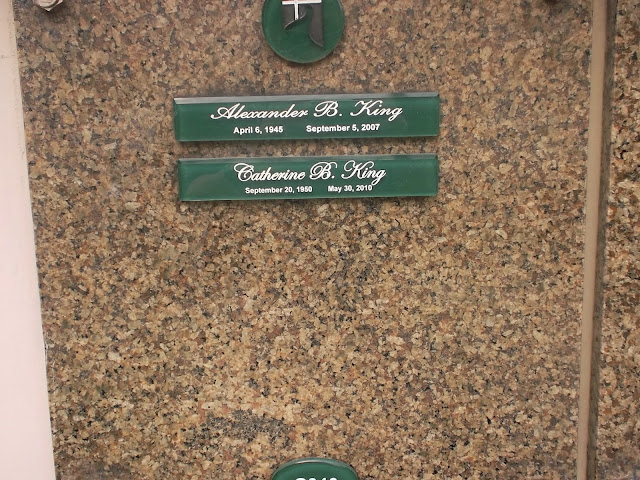 Alexander B. King
April 6, 1945 September 5, 2007
Catherine B. King
September 20, 1950 May 30, 2010